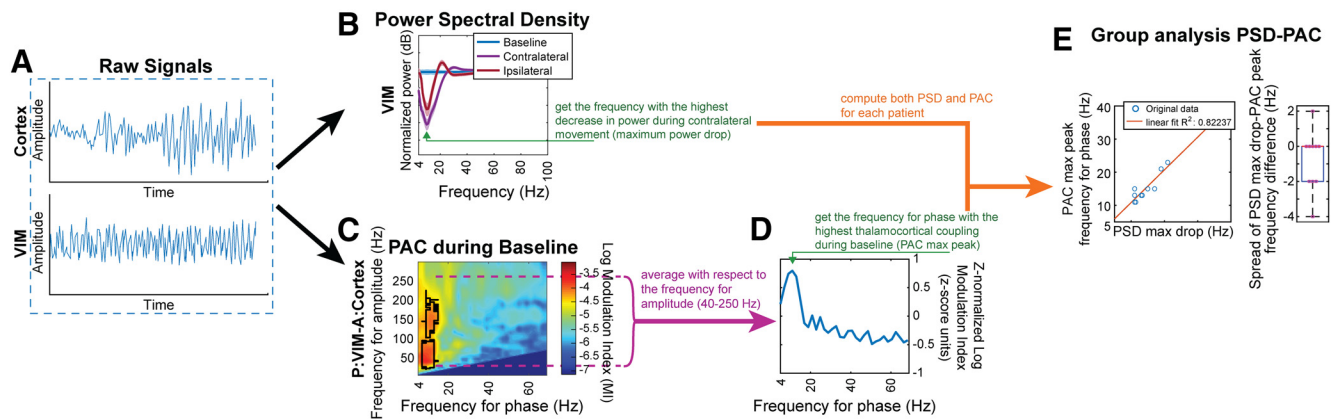 A
Raw Signals
Cortex
Amplitude
Time
VIM
Amplitude
Time
B
Power Spectral Density
VIM
Normalized power (dB)
Baseline
Contralateral
Ipsilateral
get the frequency with the highest
decrease in power during contralateral
movement (maximum power drop)
4 20 40 60 80 100
Frequency (Hz)
compute both PSD and PAC
for each patient
C
PAC during Baseline
P:VIM-A:Cortex
Frequency for amplitude (Hz)
250
200
150
100
50
4 20 40 60
Frequency for phase (Hz)
-3.5
-4
-4.5
-5
-5.5
-6
-6.5
-7
Log Modulation Index (MI)
average with respect to
the frequency for
amplitude (40-250 Hz)
D
get the frequency for phase with the
highest thalamocortical coupling
during baseline (PAC max peak)
1
0.5
0
-0.5
-1
Z-normalized Log
Modulation Index
(z-score units)
4 20 40 60
Frequency for phase (Hz)
E
Group analysis PSD-PAC
PAC max peak
frequency for phase (Hz)
40
30
20
10
5
Original data
linear fit R²: 0.82237
5 10 20 30 40
PSD max drop (Hz)
Spread of PSD max drop-PAC peak
frequency difference (Hz)
2
0
-2
-4